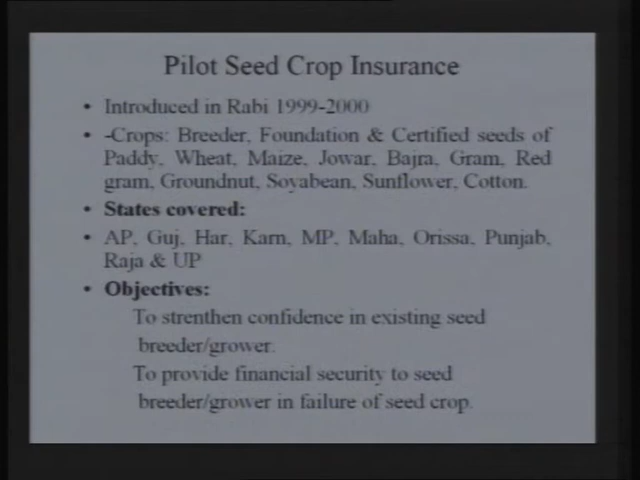 Pilot Seed Crop Insurance
• Introduced in Rabi 1999-2000
• -Crops: Breeder, Foundation & Certified seeds of
Paddy, Wheat, Maize, Jowar, Bajra, Gram, Red
gram, Groundnut, Soyabean, Sunflower, Cotton.
• States covered:
• AP, Guj, Har, Karn, MP, Maha, Orissa, Punjab,
Raja & UP
• Objectives:
To strenthen confidence in existing seed
breeder/grower.
To provide financial security to seed
breeder/grower in failure of seed crop.